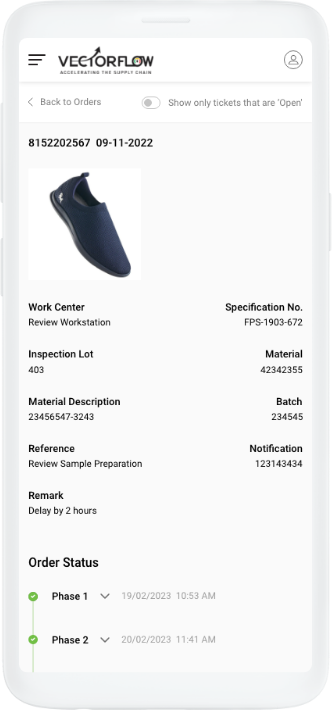 VECTORFLOW
ACCELERATING THE SUPPLY CHAIN
Back to Orders
Show only tickets that are 'Open'
8152202567 09-11-2022
Work Center
Specification No.
Review Workstation
FPS-1903-672
Inspection Lot
Material
403
42342355
Material Description
Batch
23456547-3243
234545
Reference
Notification
Review Sample Preparation
123143434
Remark
Delay by 2 hours
Order Status
Phase 1 19/02/2023 10:53 AM
Phase 2 20/02/2023 11:41 AM